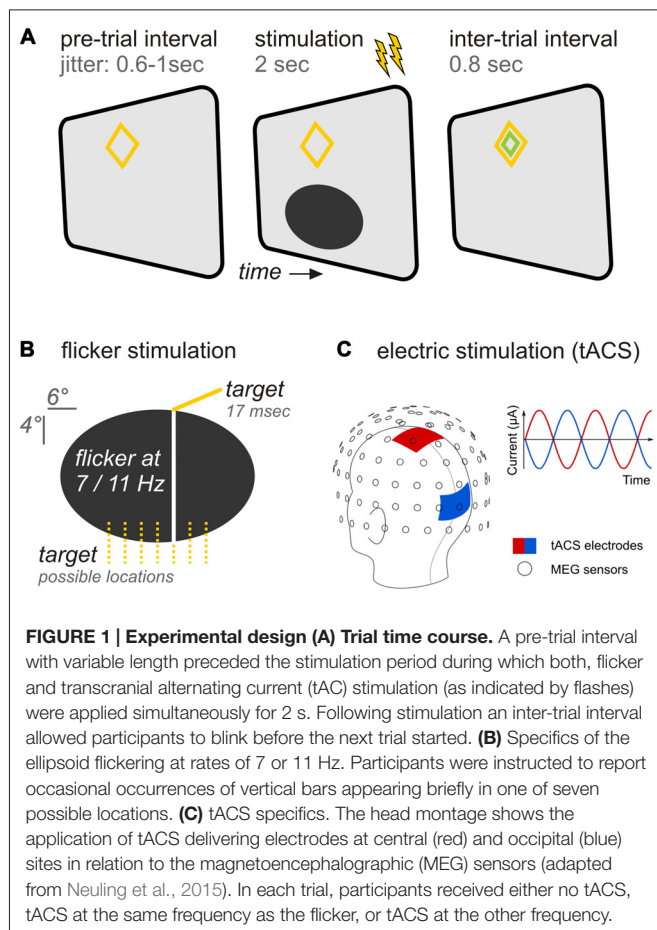 A
pre-trial interval
jitter: 0.6-1sec
stimulation
2 sec
inter-trial interval
0.8 sec
time
B flicker stimulation
6°
4°
target
17 msec
flicker at
7 / 11 Hz
target
possible locations
C electric stimulation (tACS)
Current (µA)
Time
tACS electrodes
MEG sensors
FIGURE 1 | Experimental design (A) Trial time course. A pre-trial interval
with variable length preceded the stimulation period during which both, flicker
and transcranial alternating current (tAC) stimulation (as indicated by flashes)
were applied simultaneously for 2 s. Following stimulation an inter-trial interval
allowed participants to blink before the next trial started. (B) Specifics of the
ellipsoid flickering at rates of 7 or 11 Hz. Participants were instructed to report
occasional occurrences of vertical bars appearing briefly in one of seven
possible locations. (C) tACS specifics. The head montage shows the
application of tACS delivering electrodes at central (red) and occipital (blue)
sites in relation to the magnetoencephalographic (MEG) sensors (adapted
from Neuling et al., 2015). In each trial, participants received either no tACS,
tACS at the same frequency as the flicker, or tACS at the other frequency.